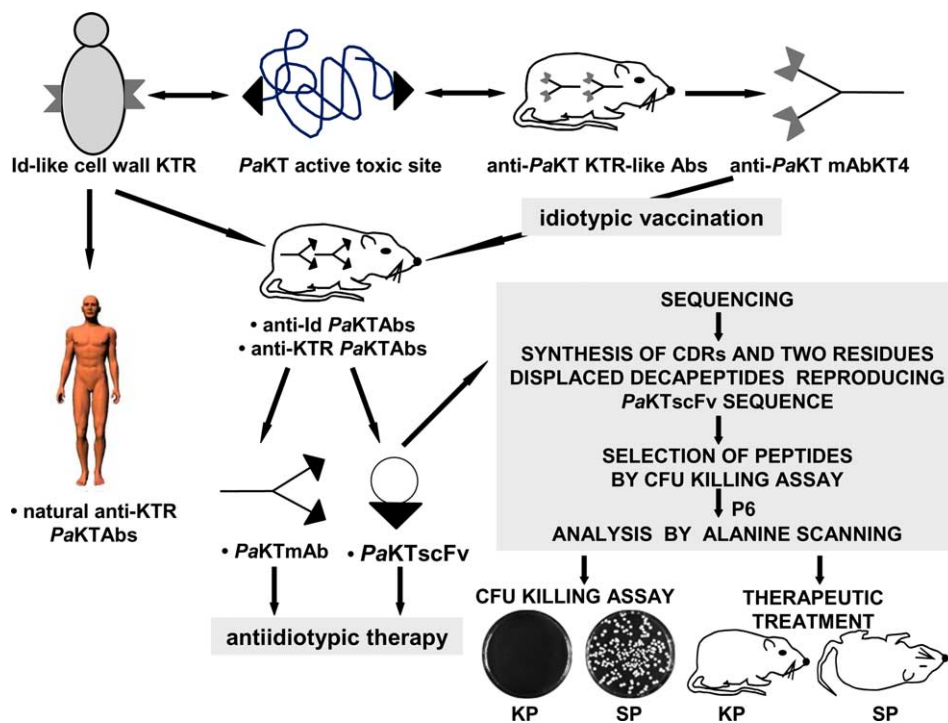 Id-like cell wall KTR
PaKT active toxic site
anti-PaKT KTR-like Abs
anti-PaKT mAbKT4
idiotypic vaccination
• anti-Id PaKTAbs
• anti-KTR PaKTAbs
• natural anti-KTR
PaKTAbs
• PaKTmAb
• PaKTscFv
antiidiotypic therapy
SEQUENCING
SYNTHESIS OF CDRs AND TWO RESIDUES
DISPLACED DECAPEPTIDES REPRODUCING
PaKTscFv SEQUENCE
SELECTION OF PEPTIDES
BY CFU KILLING ASSAY
P6
ANALYSIS BY ALANINE SCANNING
CFU KILLING ASSAY
KP
SP
THERAPEUTIC
TREATMENT
KP
SP